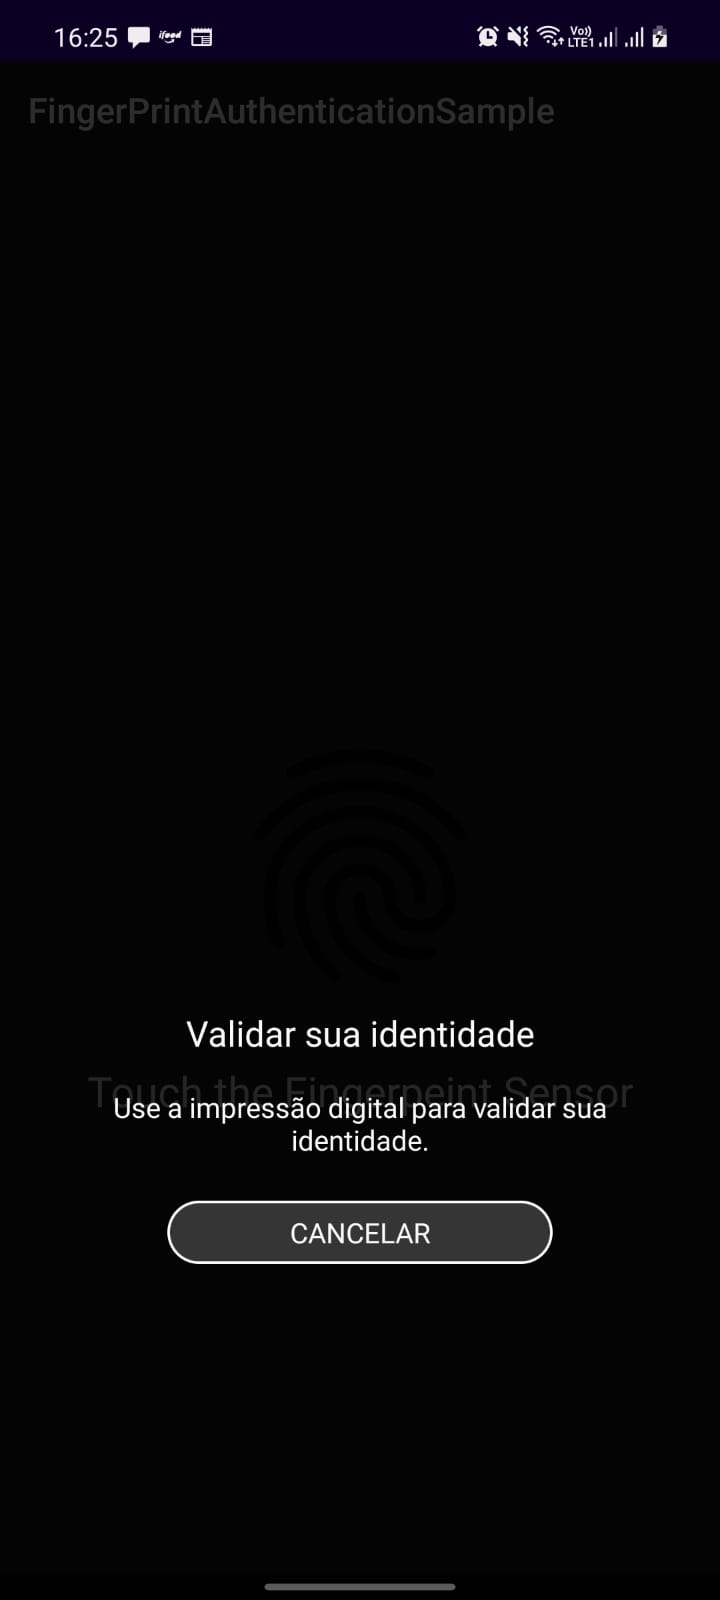 16:25 ifood Vo)) LTE1
FingerPrintAuthenticationSample
Validar sua identidade
Touch the Fingerpeint Sensor
Use a impressão digital para validar sua
identidade.
CANCELAR